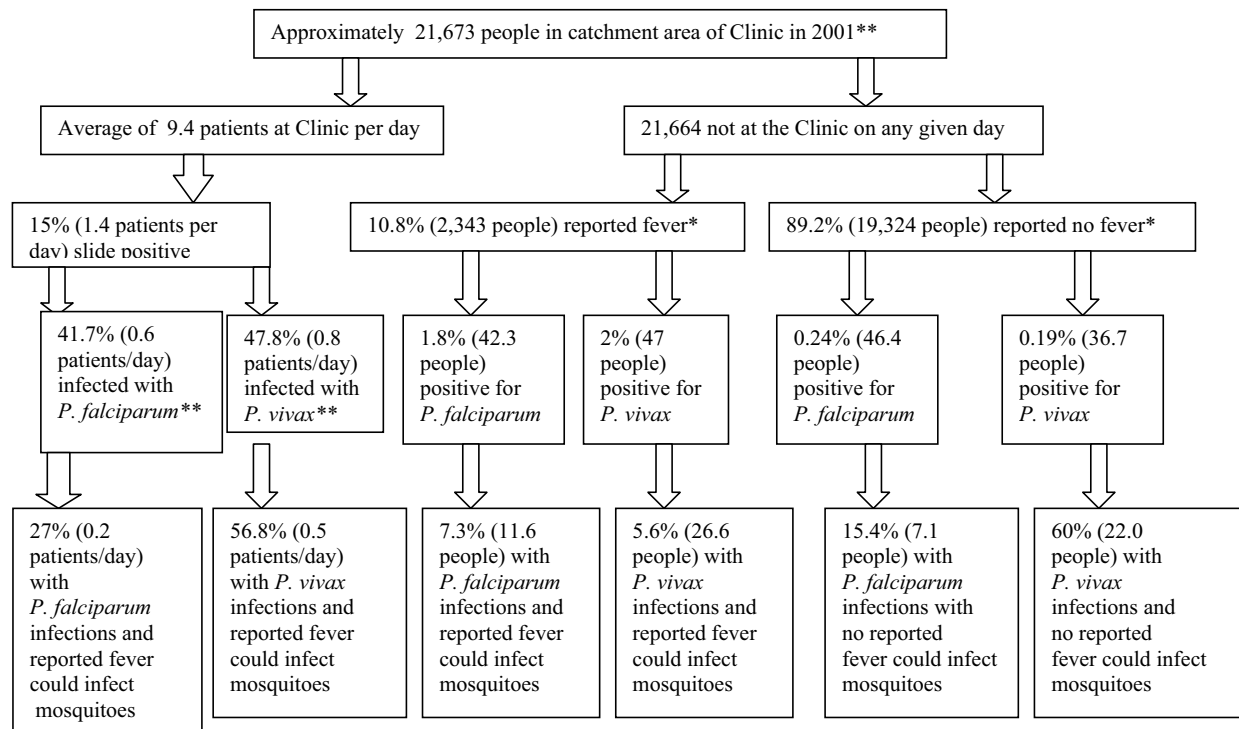 Approximately 21,673 people in catchment area of Clinic in 2001**
Average of 9.4 patients at Clinic per day
21,664 not at the Clinic on any given day
15% (1.4 patients per
day) slide positive
10.8% (2,343 people) reported fever*
89.2% (19,324 people) reported no fever*
41.7% (0.6
patients/day)
infected with
P. falciparum**
47.8% (0.8
patients/day)
infected with
P. vivax**
1.8% (42.3
people)
positive for
P. falciparum
2% (47
people)
positive for
P. vivax
0.24% (46.4
people)
positive for
P. falciparum
0.19% (36.7
people)
positive for
P. vivax
27% (0.2
patients/day)
with
P. falciparum
infections and
reported fever
could infect
mosquitoes
56.8% (0.5
patients/day)
with P. vivax
infections and
reported fever
could infect
mosquitoes
7.3% (11.6
people) with
P. falciparum
infections and
reported fever
could infect
mosquitoes
5.6% (26.6
people) with
P. vivax
infections and
reported fever
could infect
mosquitoes
15.4% (7.1
people) with
P. falciparum
infections with
no reported
fever could infect
mosquitoes
60% (22.0
people) with
P. vivax
infections and
no reported
fever could infect
mosquitoes